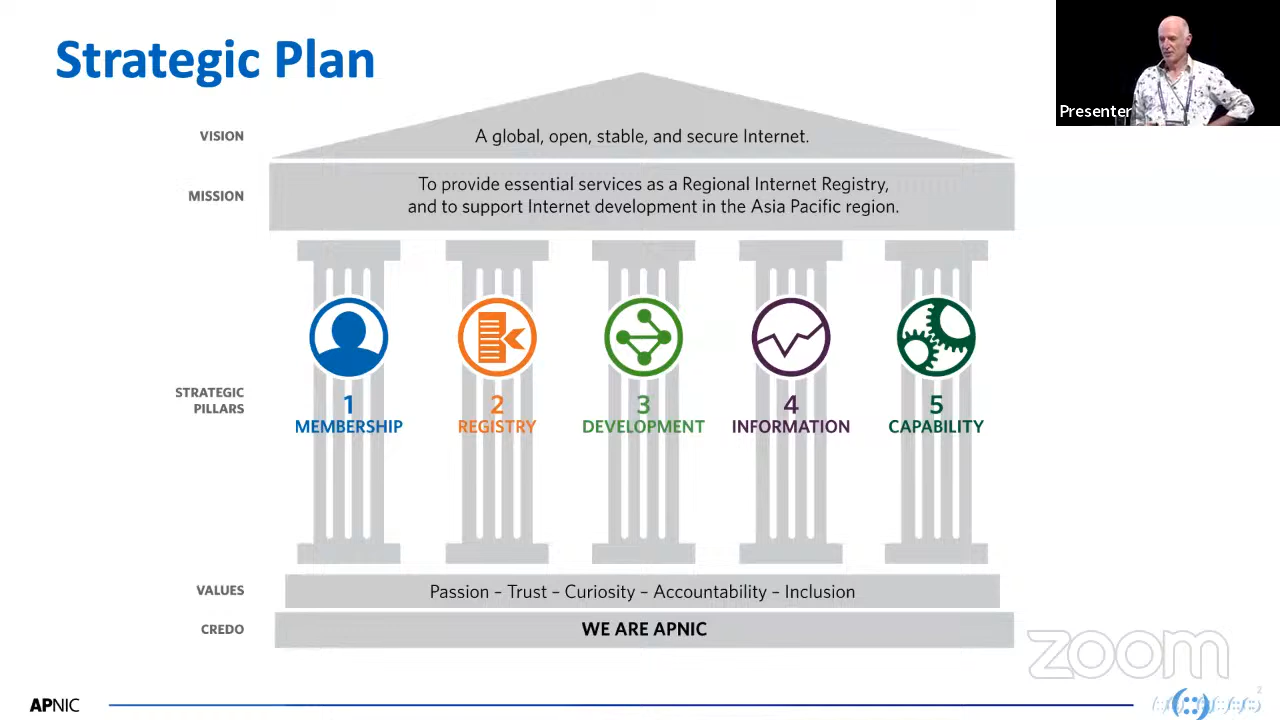 Strategic Plan
Presenter
VISION
A global, open, stable, and secure Internet.
MISSION
To provide essential services as a Regional Internet Registry,
and to support Internet development in the Asia Pacific region.
STRATEGIC
PILLARS
1
MEMBERSHIP
2
REGISTRY
3
DEVELOPMENT
4
INFORMATION
5
CAPABILITY
VALUES
Passion – Trust – Curiosity – Accountability – Inclusion
CREDO
WE ARE APNIC
zoom
APNIC
2